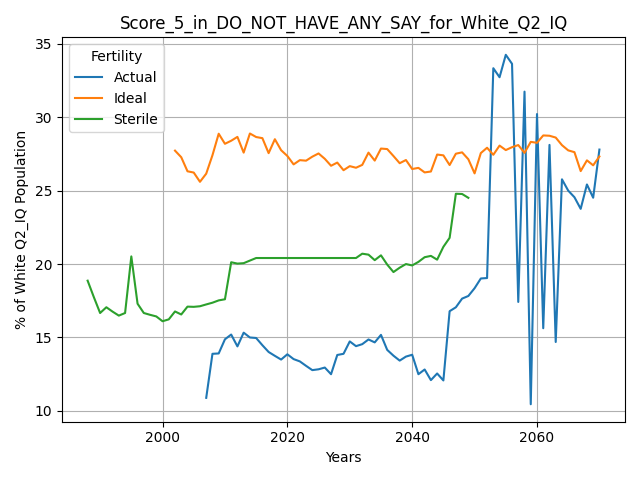 Score_5_in_DO_NOT_HAVE_ANY_SAY_for_White_Q2_IQ
Fertility
Actual
Ideal
Sterile
% of White Q2_IQ Population
35
30
25
20
15
10
2000
2020
2040
2060
Years